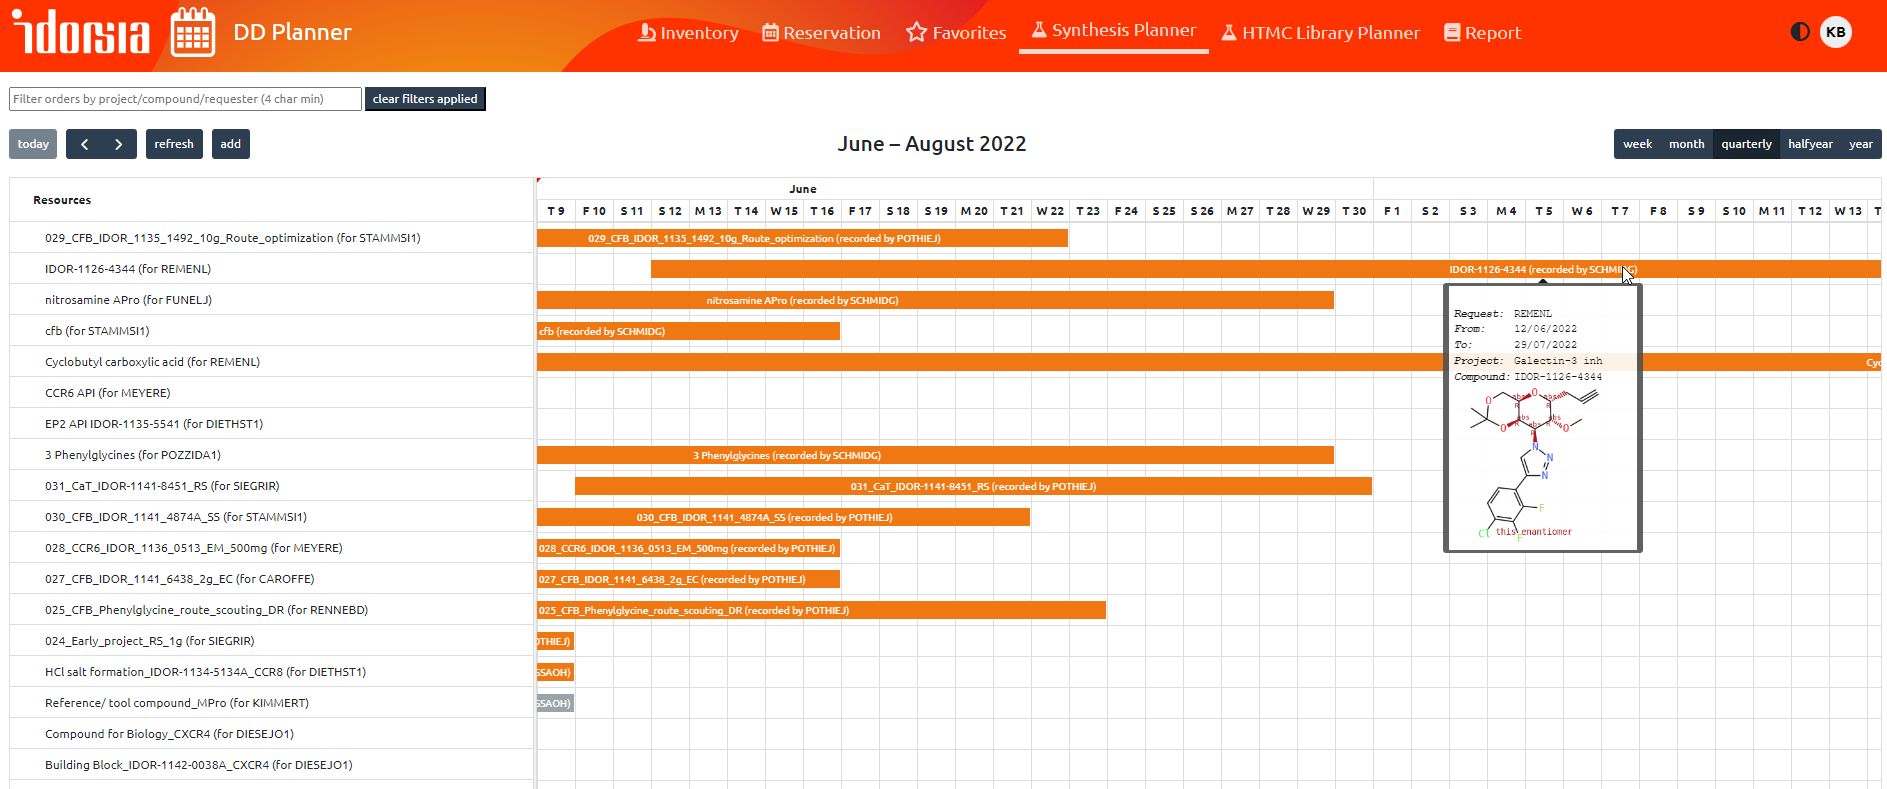 idorsia DD Planner Inventory Reservation Favorites Synthesis Planner HTMC Library Planner Report KB
Filter orders by project/compound/requester (4 char min) clear filters applied
today refresh add June – August 2022 week month quarterly halfyear year
Resources June
T 9 F 10 S 11 S 12 M 13 T 14 W 15 T 16 F 17 S 18 S 19 M 20 T 21 W 22 T 23 F 24 S 25 S 26 M 27 T 28 W 29 T 30 F 1 S 2 S 3 M 4 T 5 W 6 T 7 F 8 S 9 S 10 M 11 T 12 W 13 T
029_CFB_IDOR_1135_1492_10g_Route_optimization (for STAMMSI1) 029_CFB_IDOR_1135_1492_10g_Route_optimization (recorded by POTHIEJ)
IDOR-1126-4344 (for REMENL) IDOR-1126-4344 (recorded by SCHMIDG)
nitrosamine APro (for FUNELJ) nitrosamine APro (recorded by SCHMIDG)
cfb (for STAMMSI1) cfb (recorded by SCHMIDG)
Cyclobutyl carboxylic acid (for REMENL) Cyc
CCR6 API (for MEYERE)
EP2 API IDOR-1135-5541 (for DIETHST1)
3 Phenylglycines (for POZZIDA1) 3 Phenylglycines (recorded by SCHMIDG)
031_CaT_IDOR-1141-8451_RS (for SIEGRIR) 031_CaT_IDOR-1141-8451_RS (recorded by POTHIEJ)
030_CFB_IDOR_1141_4874A_SS (for STAMMSI1) 030_CFB_IDOR_1141_4874A_SS (recorded by POTHIEJ)
028_CCR6_IDOR_1136_0513_EM_500mg (for MEYERE) 028_CCR6_IDOR_1136_0513_EM_500mg (recorded by POTHIEJ)
027_CFB_IDOR_1141_6438_2g_EC (for CAROFFE) 027_CFB_IDOR_1141_6438_2g_EC (recorded by POTHIEJ)
025_CFB_Phenylglycine_route_scouting_DR (for RENNEBD) 025_CFB_Phenylglycine_route_scouting_DR (recorded by POTHIEJ)
024_Early_project_RS_1g (for SIEGRIR) OTHIEJ)
HCl salt formation_IDOR-1134-5134A_CCR8 (for DIETHST1) SSAOH)
Reference/ tool compound_MPro (for KIMMERT) SSAOH)
Compound for Biology_CXCR4 (for DIESEJO1)
Building Block_IDOR-1142-0038A_CXCR4 (for DIESEJO1)
Request: REMENL
From: 12/06/2022
To: 29/07/2022
Project: Galectin-3 inh
Compound: IDOR-1126-4344
O O abs abs
R R
abs abs
O R abs R O
R
N
N
N
F
Cl this enantiomer
F